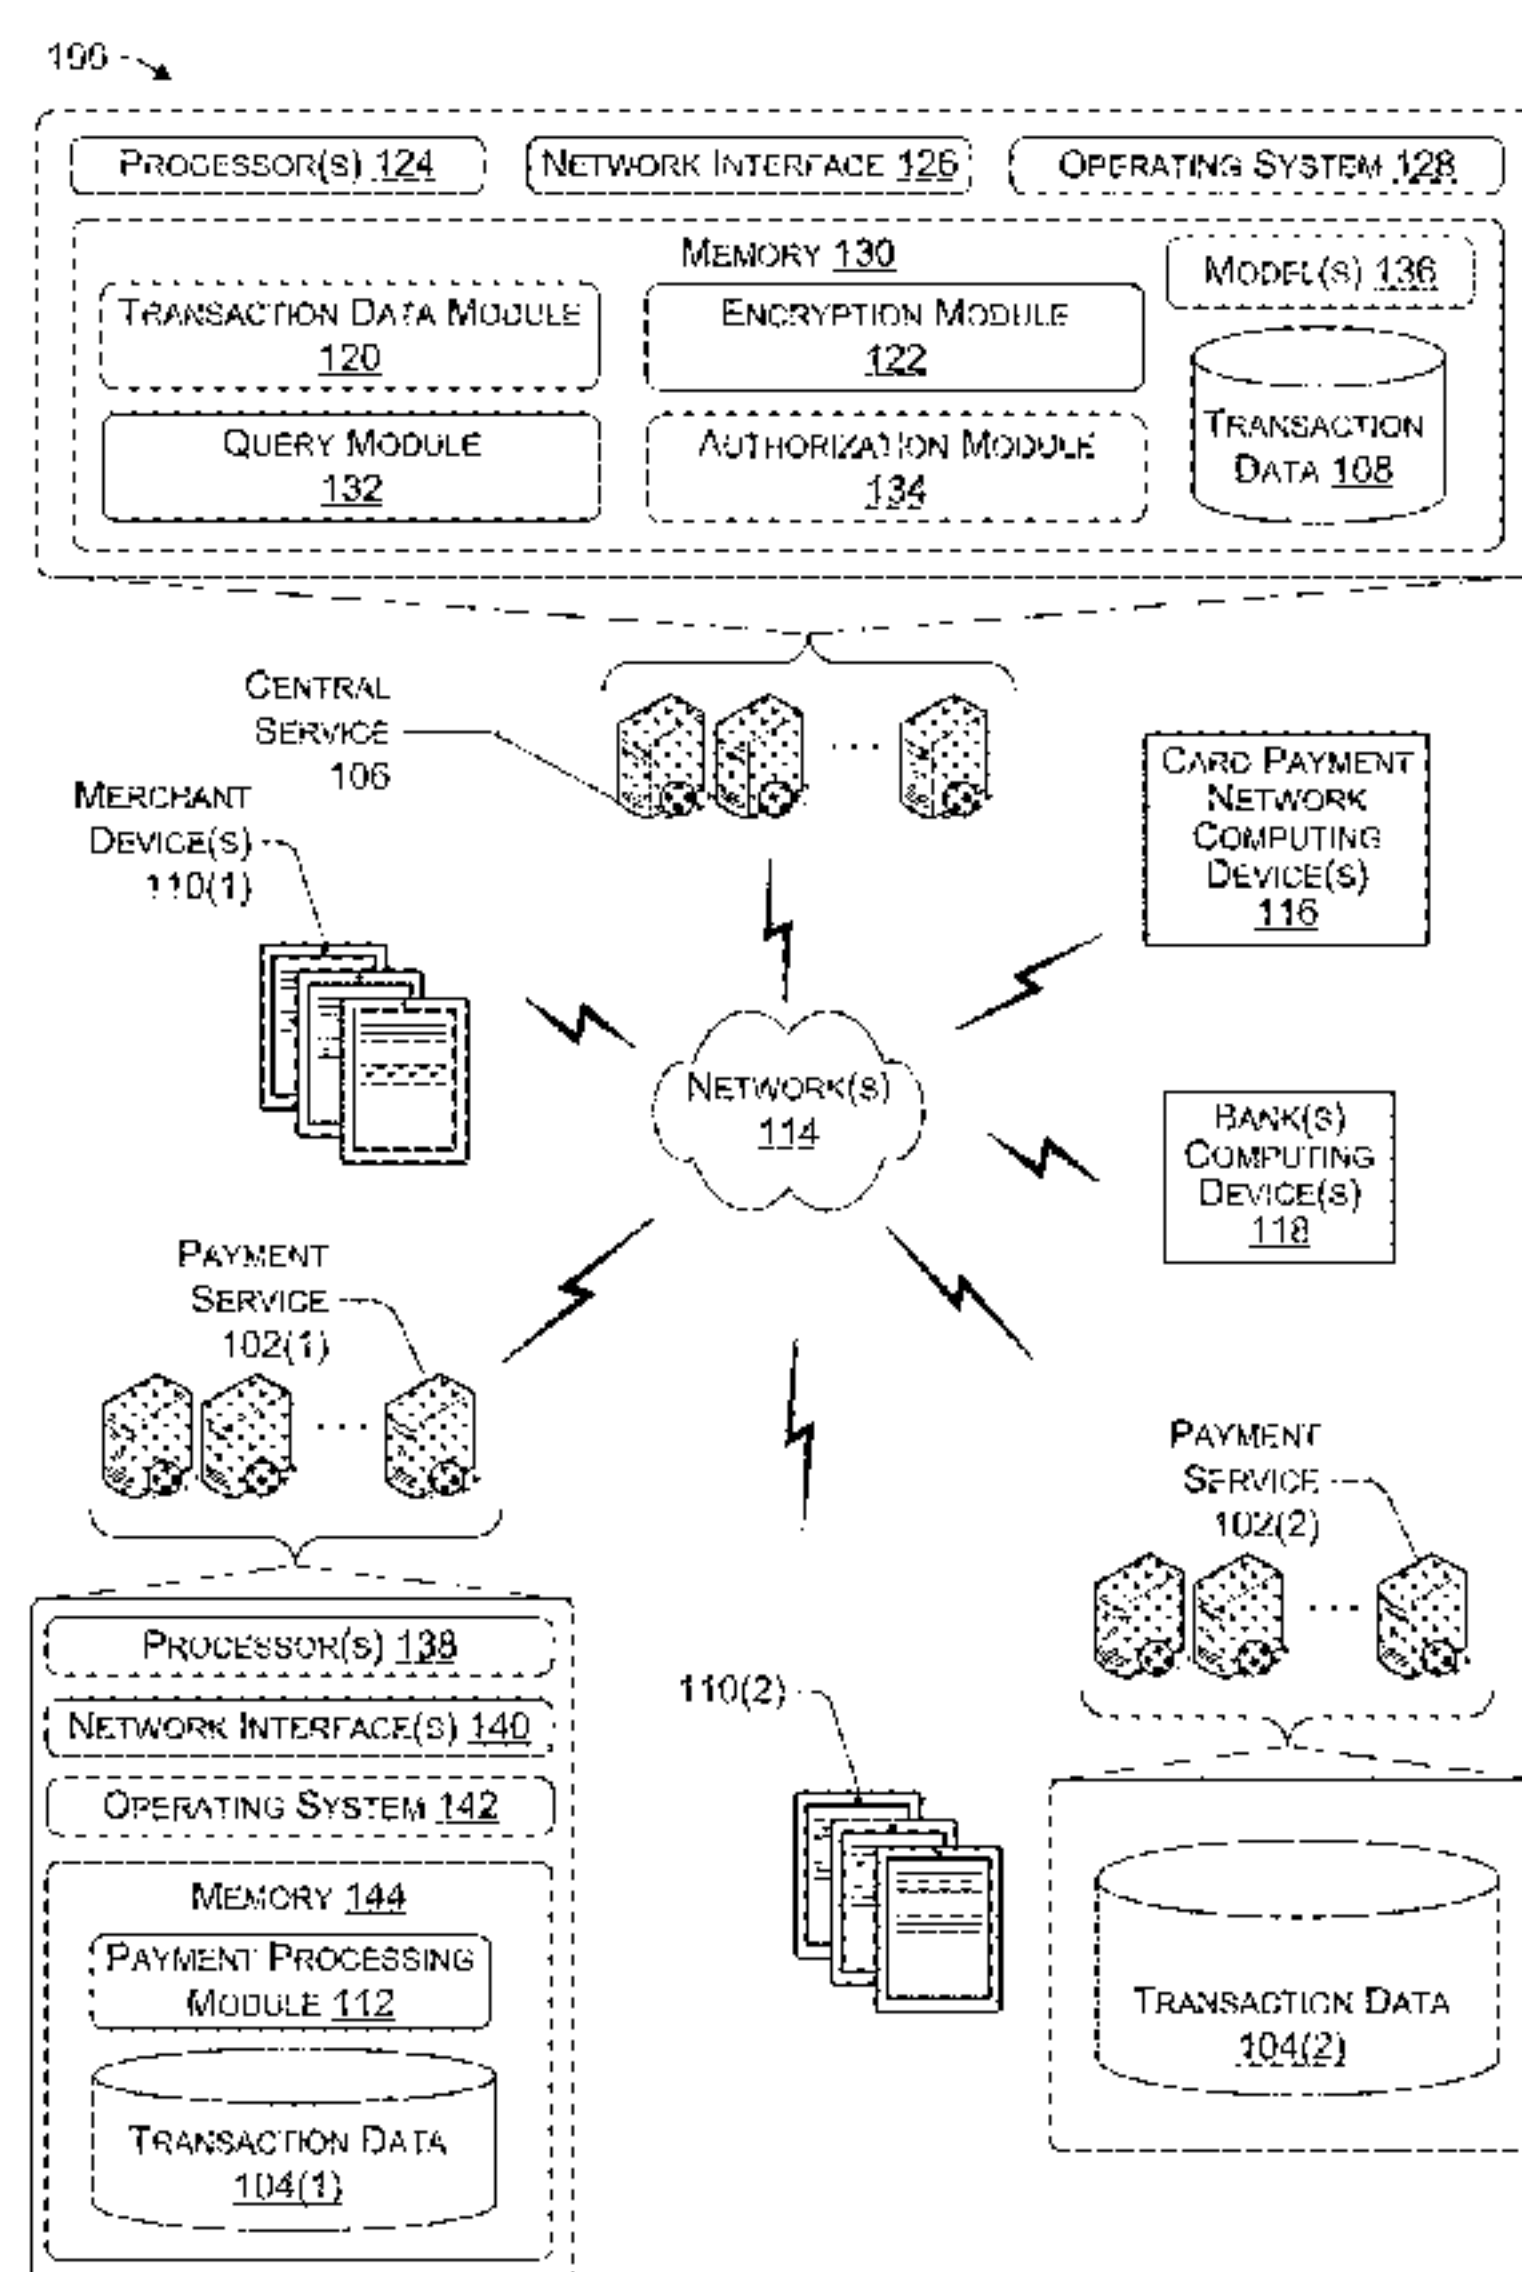 100
PROCESSOR(S) 124
NETWORK INTERFACE 126
OPERATING SYSTEM 128
MEMORY 130
MODEL(S) 136
TRANSACTION DATA MODULE
120
ENCRYPTION MODULE
122
QUERY MODULE
132
AUTHORIZATION MODULE
134
TRANSACTION
DATA 108
CENTRAL
SERVICE
106
MERCHANT
DEVICE(S)
110(1)
CARD PAYMENT
NETWORK
COMPUTING
DEVICE(S)
116
NETWORK(S)
114
BANK(S)
COMPUTING
DEVICE(S)
118
PAYMENT
SERVICE
102(1)
PAYMENT
SERVICE
102(2)
PROCESSOR(S) 138
NETWORK INTERFACE(S) 140
OPERATING SYSTEM 142
MEMORY 144
PAYMENT PROCESSING
MODULE 112
TRANSACTION DATA
104(1)
110(2)
TRANSACTION DATA
104(2)